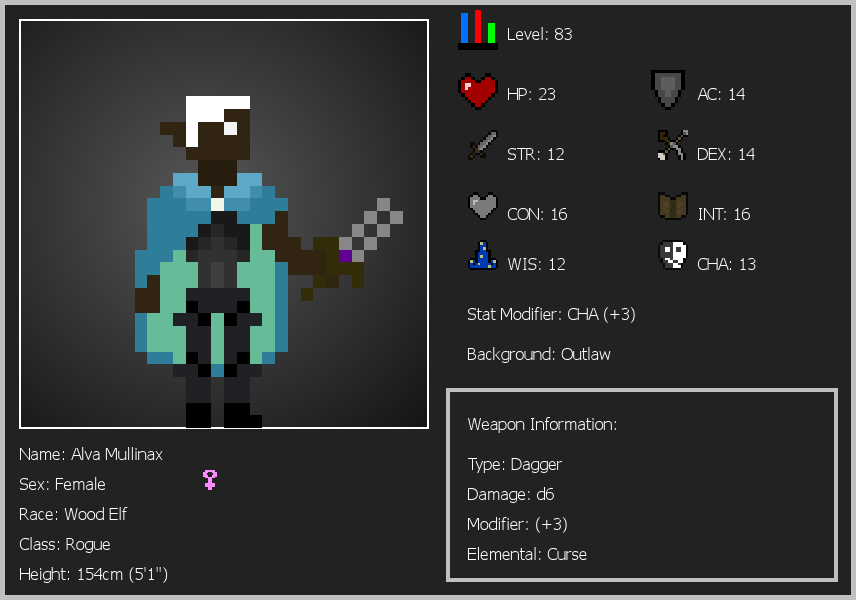 Level: 83
HP: 23
AC: 14
STR: 12
DEX: 14
CON: 16
INT: 16
WIS: 12
CHA: 13
Stat Modifier: CHA (+3)
Background: Outlaw
Weapon Information:
Type: Dagger
Damage: d6
Modifier: (+3)
Elemental: Curse
Name: Alva Mullinax
Sex: Female
Race: Wood Elf
Class: Rogue
Height: 154cm (5'1")